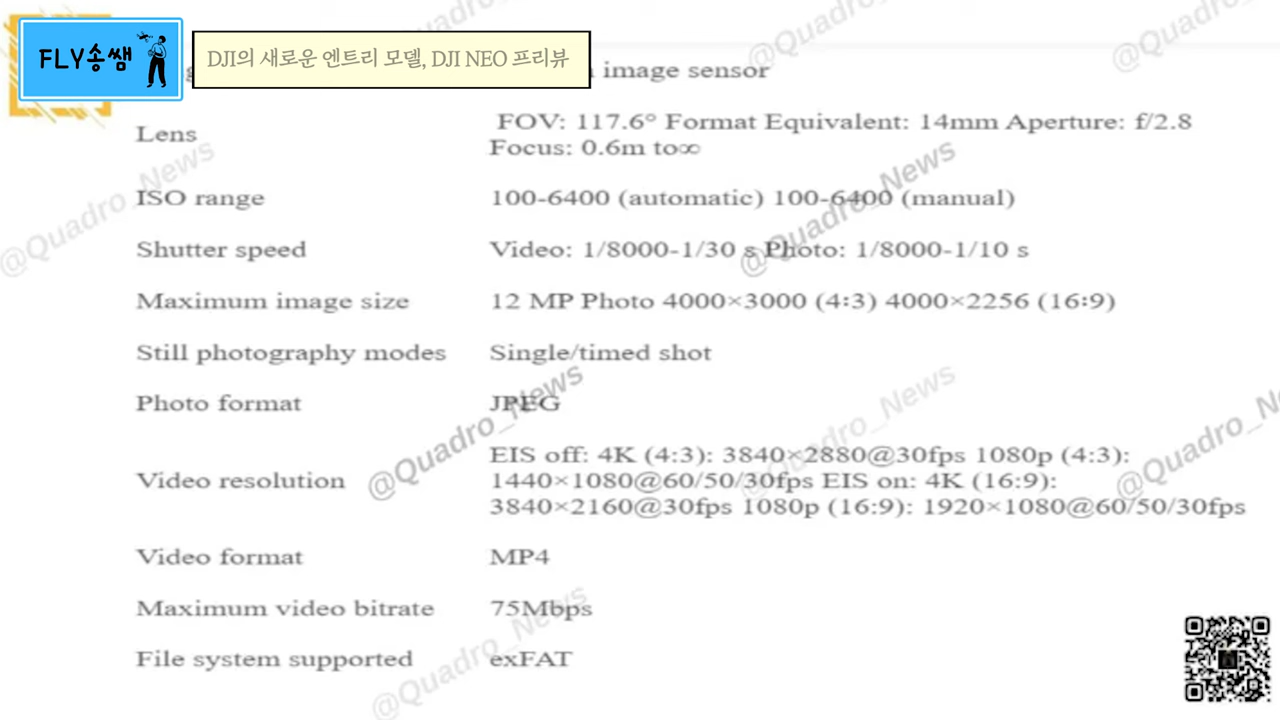 FLY송쌤
DJI의 새로운 엔트리 모델, DJI NEO 프리뷰
image sensor
Lens
FOV: 117.6° Format Equivalent: 14mm Aperture: f/2.8
Focus: 0.6m to∞
ISO range
100-6400 (automatic) 100-6400 (manual)
Shutter speed
Video: 1/8000-1/30 s Photo: 1/8000-1/10 s
Maximum image size
12 MP Photo 4000×3000 (4:3) 4000×2256 (16:9)
Still photography modes
Single/timed shot
Photo format
JPEG
Video resolution
EIS off: 4K (4:3): 3840×2880@30fps 1080p (4:3):
1440×1080@60/50/30fps EIS on: 4K (16:9):
3840×2160@30fps 1080p (16:9): 1920×1080@60/50/30fps
Video format
MP4
Maximum video bitrate
75Mbps
File system supported
exFAT
@Quadro_News
@Quadro_News
@Quadro_News
@Quadro_News
@Quadro_News
@Quadro_News